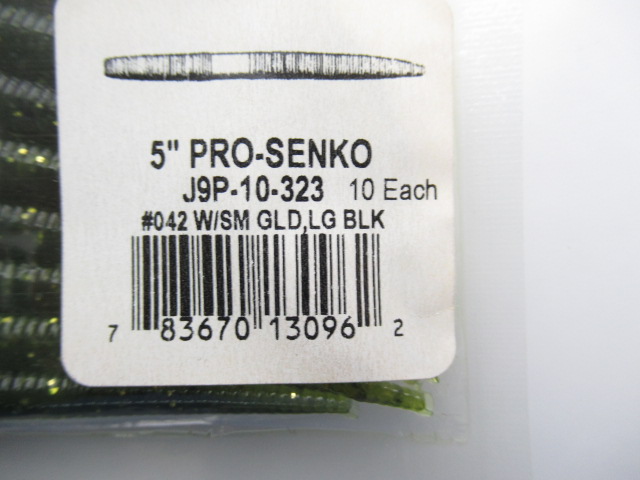 5" PRO-SENKO
J9P-10-323 10 Each
#042 W/SM GLD,LG BLK
7 83670 13096 2